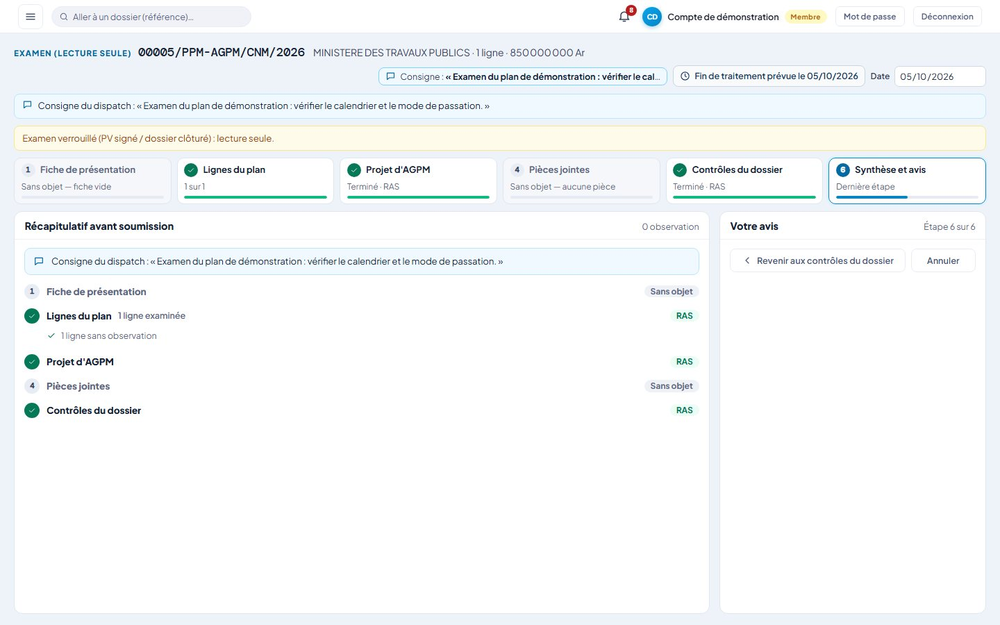 Aller à un dossier (référence)...
8
CD
Compte de démonstration
Membre
Mot de passe
Déconnexion
EXAMEN (LECTURE SEULE) 00005/PPM-AGPM/CNM/2026 MINISTERE DES TRAVAUX PUBLICS · 1 ligne · 850 000 000 Ar
Consigne : « Examen du plan de démonstration : vérifier le cal...
Fin de traitement prévue le 05/10/2026
Date
05/10/2026
Consigne du dispatch : « Examen du plan de démonstration : vérifier le calendrier et le mode de passation. »
Examen verrouillé (PV signé / dossier clôturé) : lecture seule.
1 Fiche de présentation
Sans objet — fiche vide
Lignes du plan
1 sur 1
Projet d'AGPM
Terminé · RAS
4 Pièces jointes
Sans objet — aucune pièce
Contrôles du dossier
Terminé · RAS
6 Synthèse et avis
Dernière étape
Récapitulatif avant soumission
0 observation
Consigne du dispatch : « Examen du plan de démonstration : vérifier le calendrier et le mode de passation. »
1 Fiche de présentation Sans objet
Lignes du plan 1 ligne examinée RAS
1 ligne sans observation
Projet d'AGPM RAS
4 Pièces jointes Sans objet
Contrôles du dossier RAS
Votre avis
Étape 6 sur 6
Revenir aux contrôles du dossier
Annuler